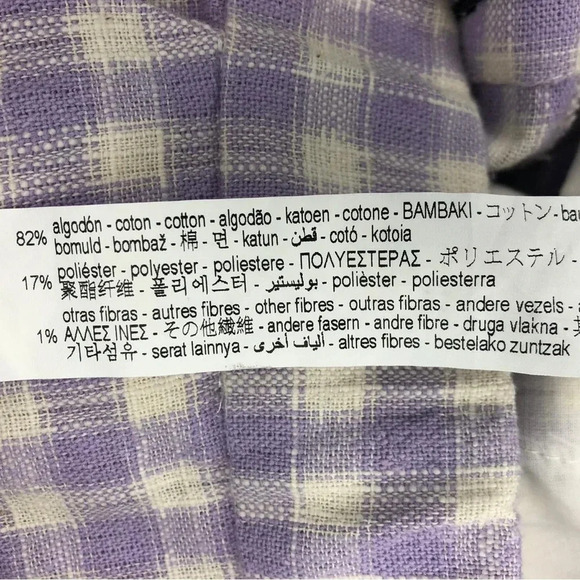 82% algodón - coton - cotton - algodão - katoen - cotone - BAMBAKI - コットン -
bomuld - bombaž - 棉 - 면 - katun - قطن - cotó - kotoia
17% poliéster - polyester - poliestere - ΠΟΛΥΕΣΤΕΡΑΣ - ポリエステル -
聚酯纤维 - 폴리에스터 - بوليستير - polièster - poliesterra
otras fibras - autres fibres - other fibres - outras fibras - andere vezels -
1% ΑΛΛΕΣ ΙΝΕΣ - その他繊維 - andere fasern - andre fibre - druga vlakna -
기타섬유 - serat lainnya - ألياف أخرى - altres fibres - bestelako zuntzak